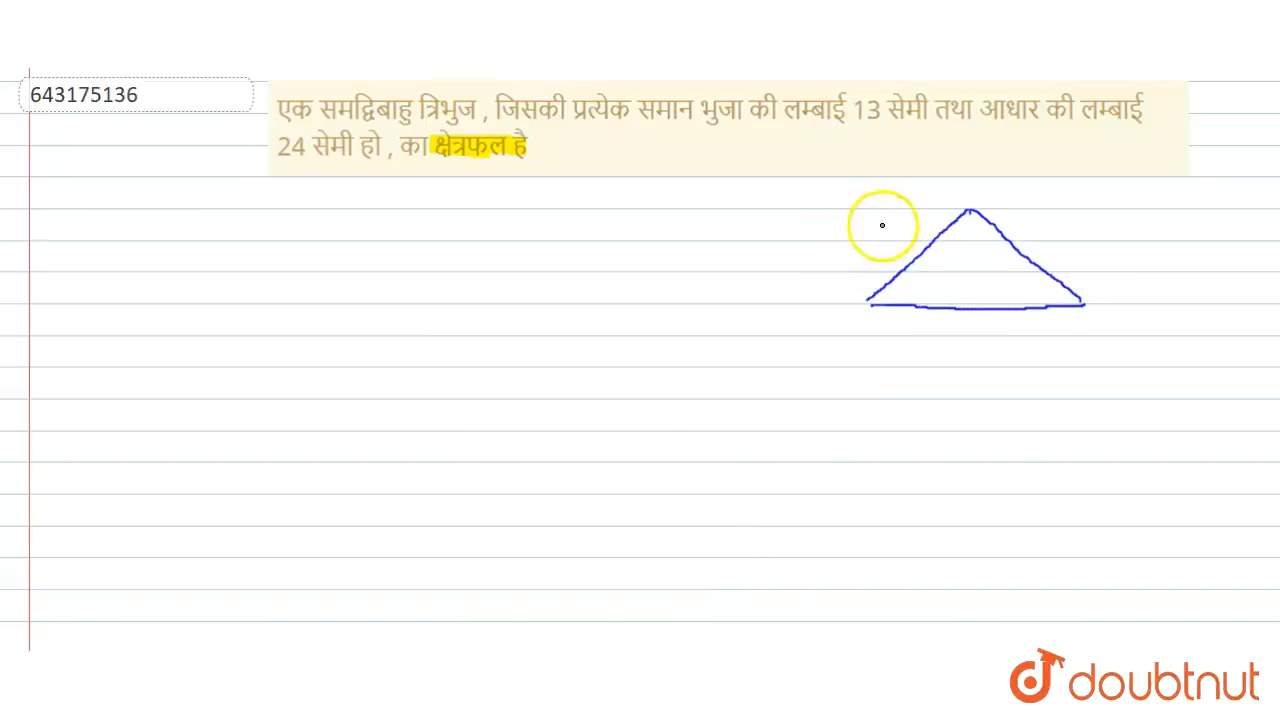 643175136
एक समद्विबाहु त्रिभुज , जिसकी प्रत्येक समान भुजा की लम्बाई 13 सेमी तथा आधार की लम्बाई
24 सेमी हो , का क्षेत्रफल है
doubtnut